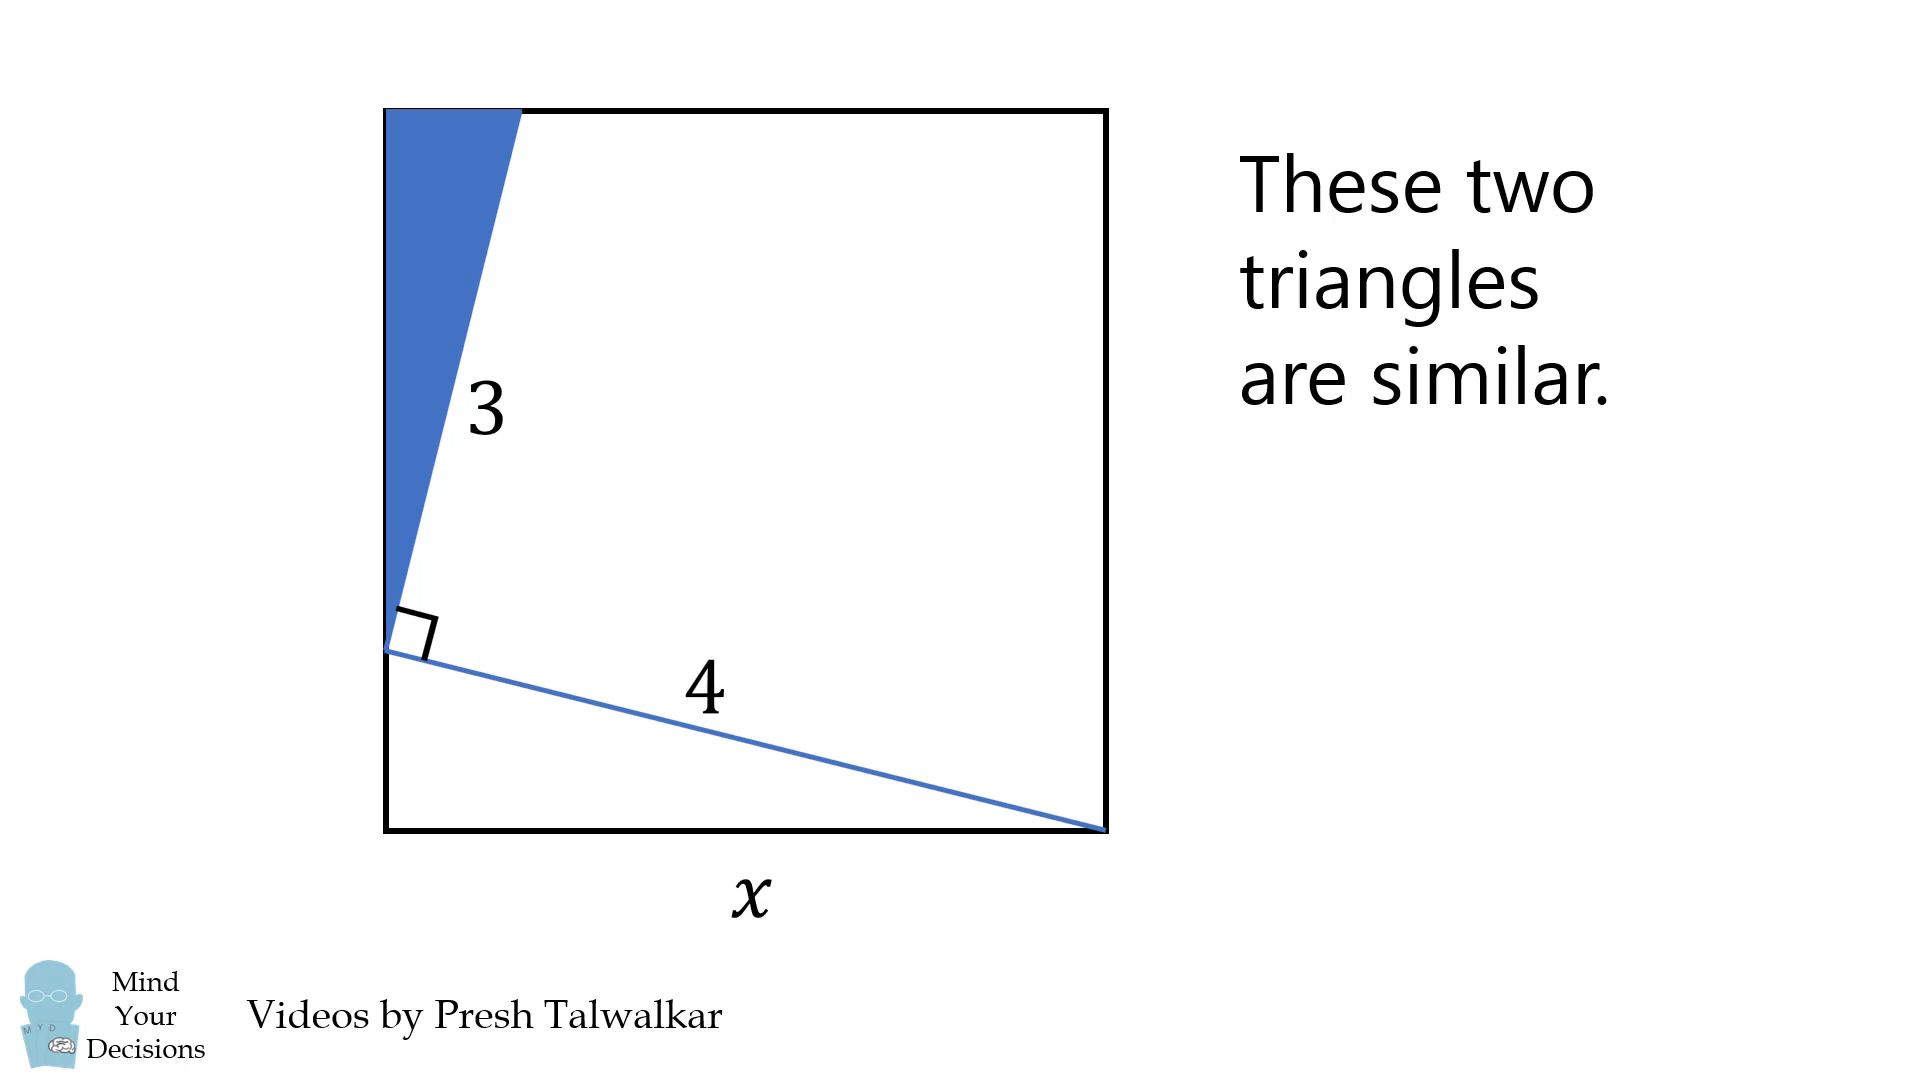 These two
triangles
are similar.
3
4
x
Mind
Your
Decisions
M Y D
Videos by Presh Talwalkar